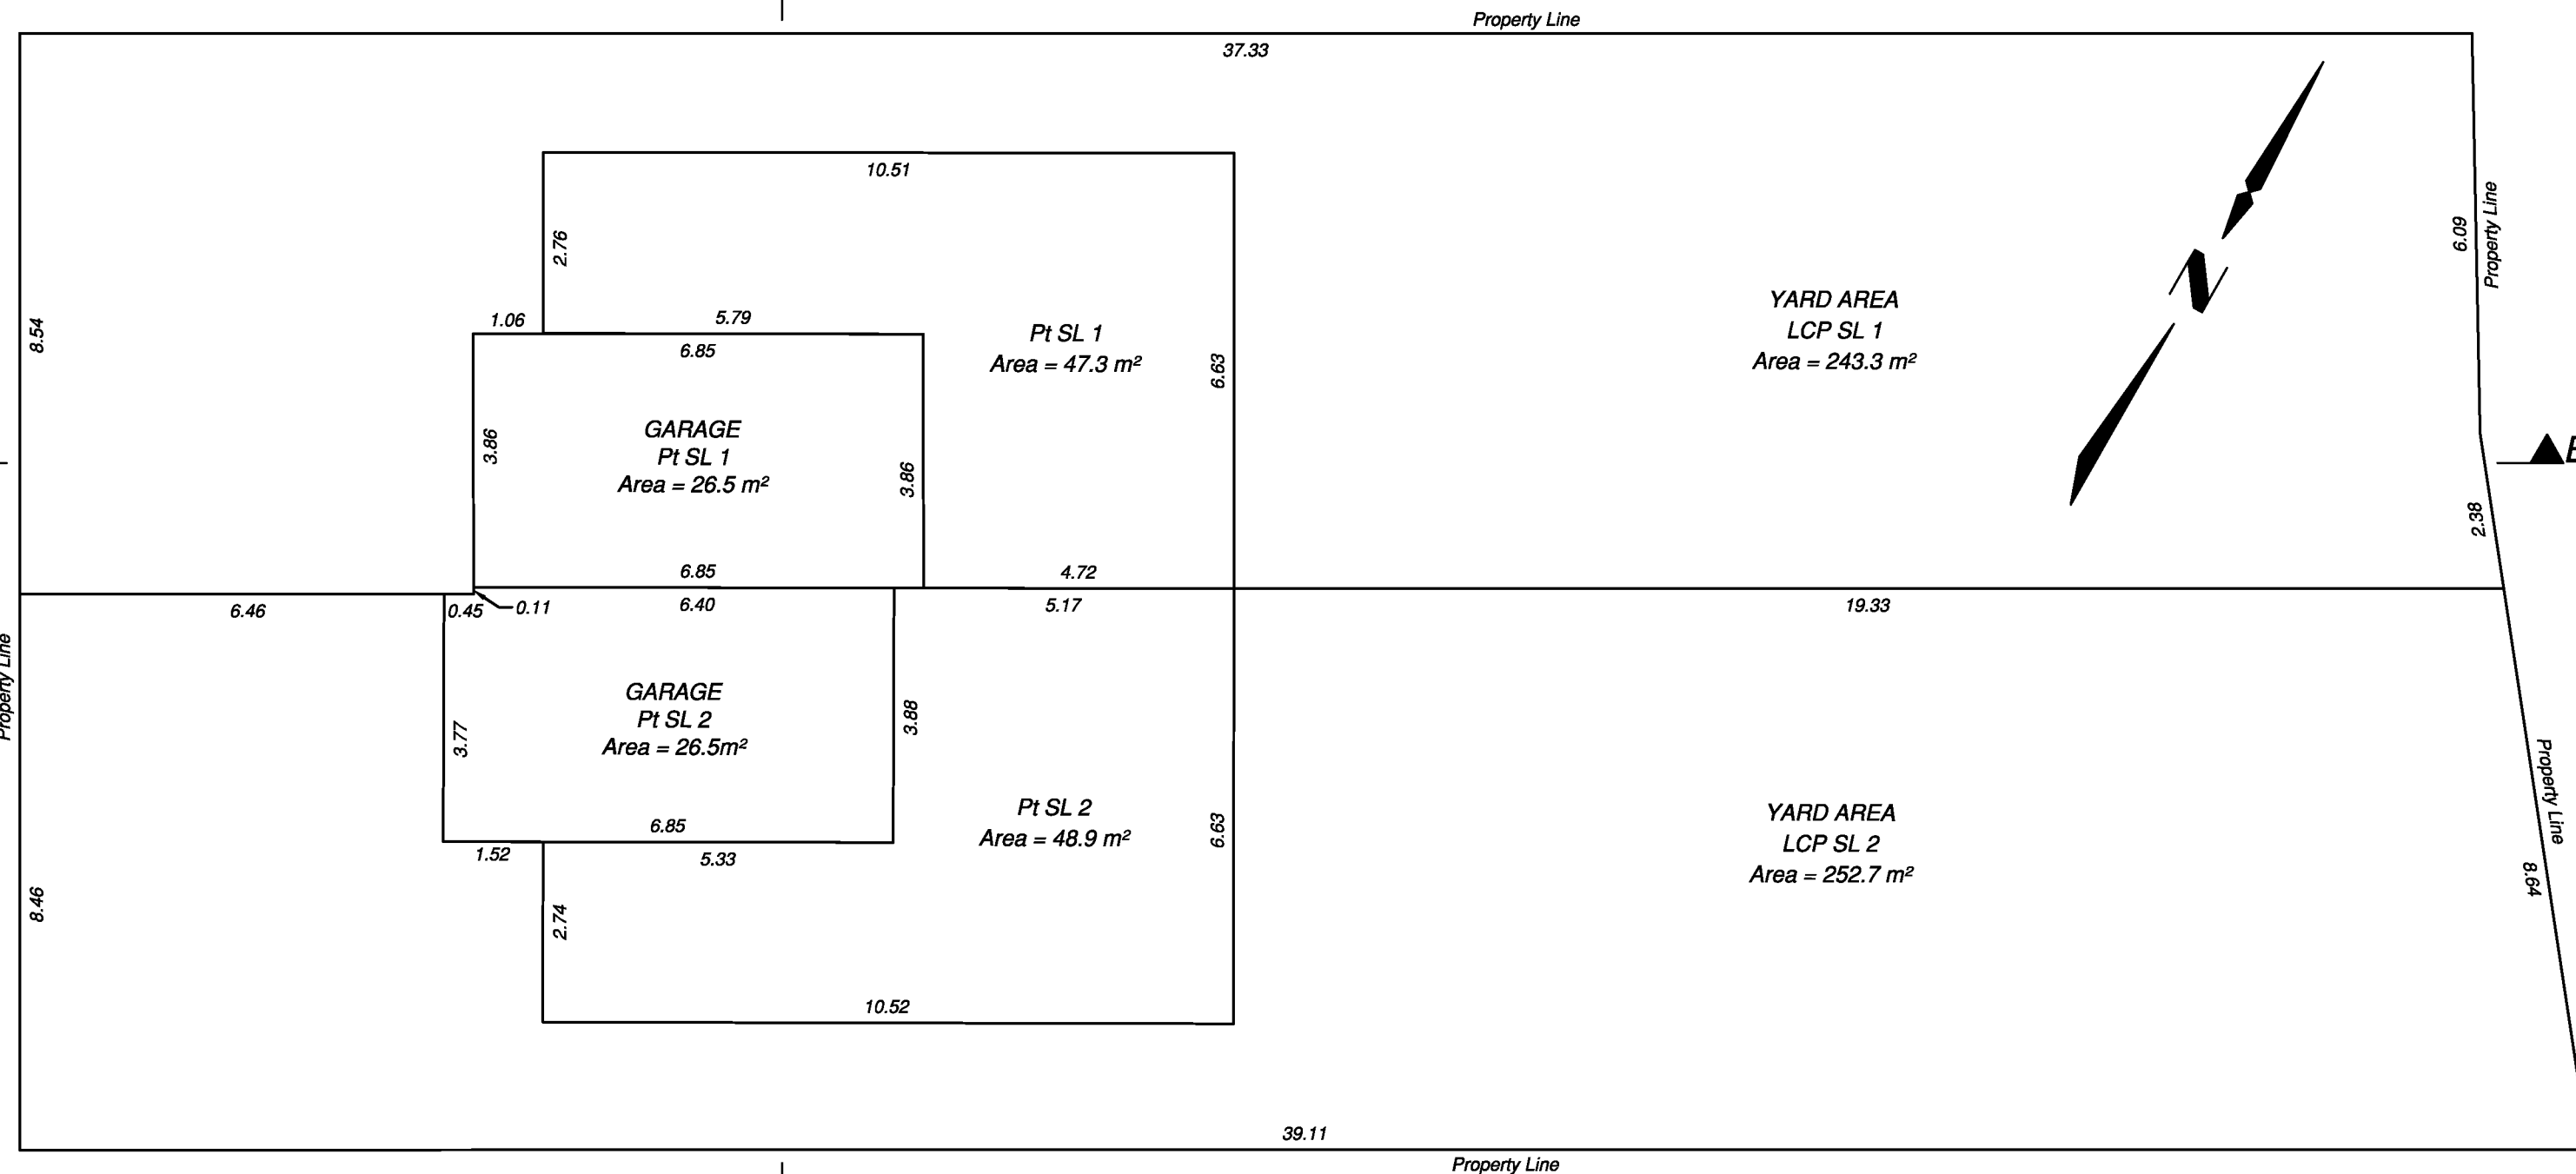 Property Line
37.33
10.51
2.76
6.09
Property Line
1.06
5.79
6.85
8.54
Pt SL 1
Area = 47.3 m²
6.63
YARD AREA
LCP SL 1
Area = 243.3 m²
N
3.86
GARAGE
Pt SL 1
Area = 26.5 m²
3.86
E
2.38
6.85
4.72
6.46
0.45
0.11
6.40
5.17
19.33
Property Line
3.77
GARAGE
Pt SL 2
Area = 26.5m²
3.88
6.85
1.52
5.33
Pt SL 2
Area = 48.9 m²
6.63
YARD AREA
LCP SL 2
Area = 252.7 m²
Property Line
8.64
8.46
2.74
10.52
39.11
Property Line